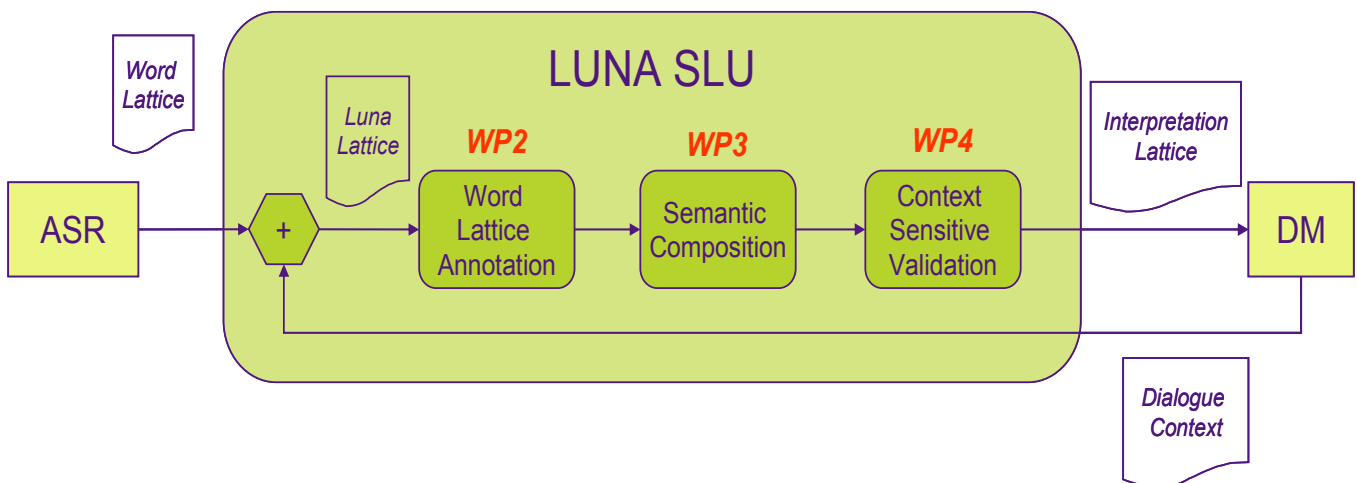 LUNA SLU
Word
Lattice
Luna
Lattice
WP2
WP3
WP4
Interpretation
Lattice
ASR
+
Word
Lattice
Annotation
Semantic
Composition
Context
Sensitive
Validation
DM
Dialogue
Context